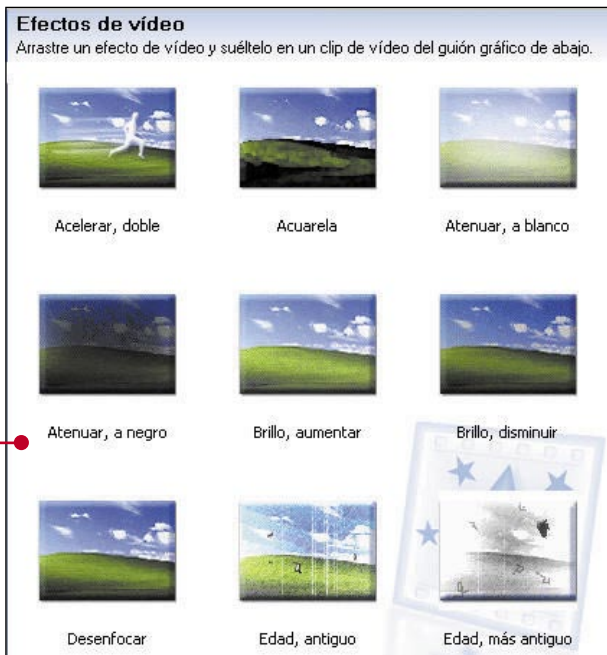 Efectos de vídeo
Arrastre un efecto de vídeo y suéltelo en un clip de vídeo del guión gráfico de abajo.
Acelerar, doble
Acuarela
Atenuar, a blanco
Atenuar, a negro
Brillo, aumentar
Brillo, disminuir
Desenfocar
Edad, antiguo
Edad, más antiguo